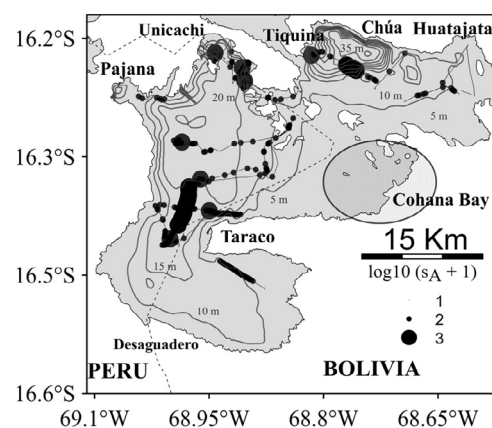 16.2°S
16.3°S
16.5°S
16.6°S
Unicachi
Tiquina
Chúa
Huatajata
Pajana
35 m
20 m
10 m
5 m
5 m
Cohana Bay
Taraco
15 m
10 m
15 Km
log10 (sA + 1)
1
2
3
Desaguadero
PERU
BOLIVIA
69.1°W
68.95°W
68.8°W
68.65°W